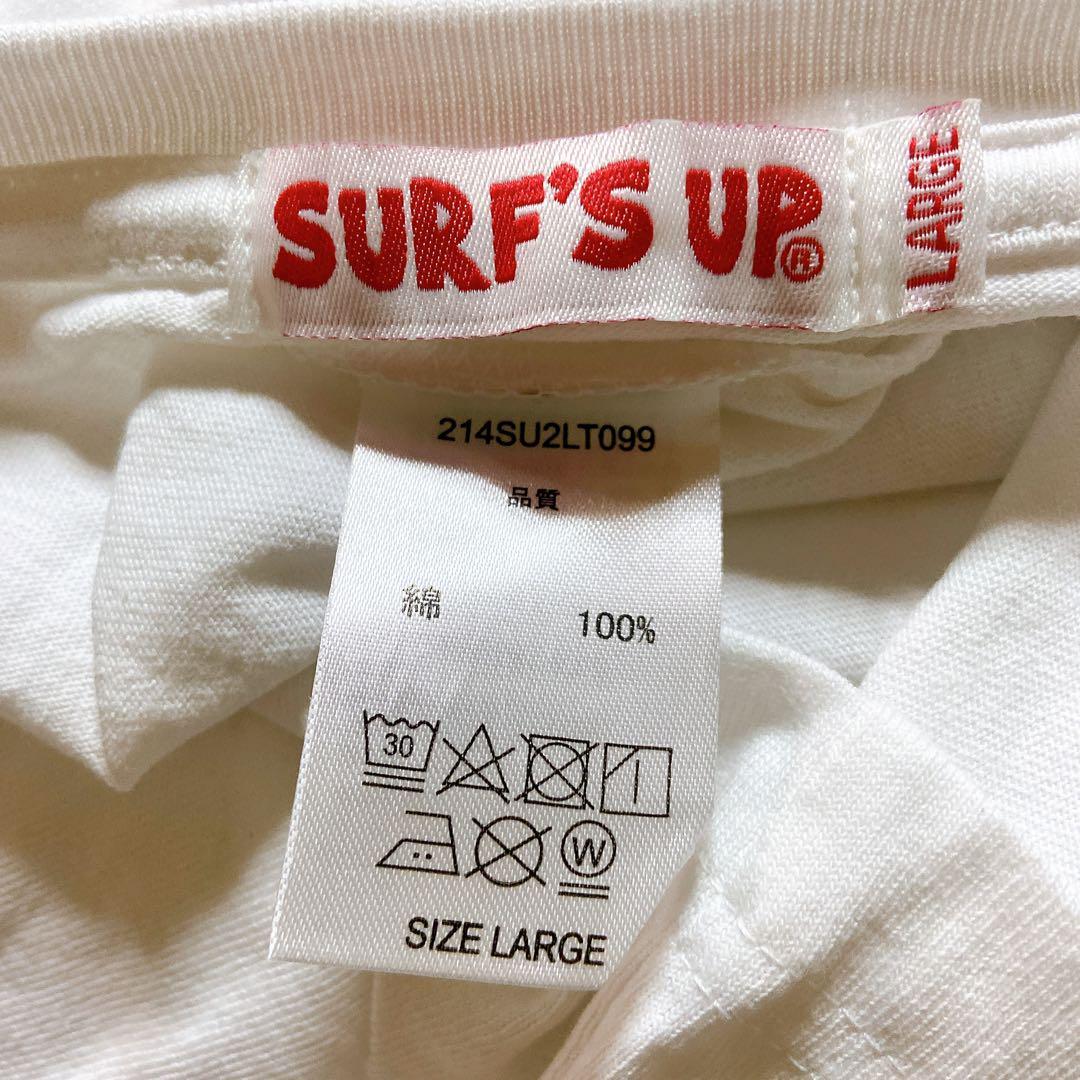 SURF'S UP®
LARGE
214SU2LT099
品質
綿 100%
30
W
SIZE LARGE